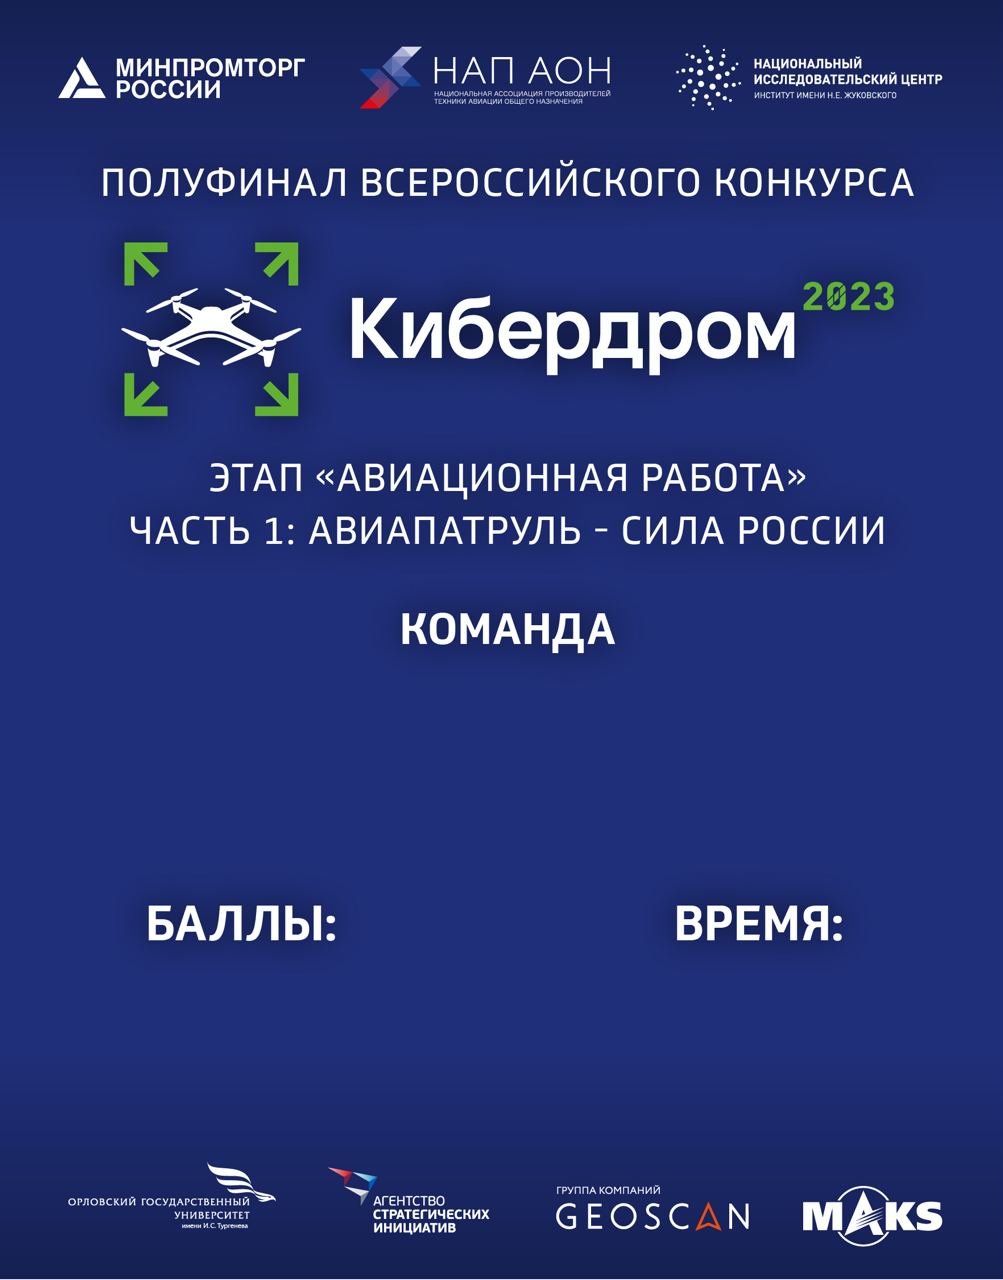 МИНПРОМТОРГ
РОССИИ
НАП АОН
НАЦИОНАЛЬНАЯ АССОЦИАЦИЯ ПРОИЗВОДИТЕЛЕЙ
ТЕХНИКИ АВИАЦИИ ОБЩЕГО НАЗНАЧЕНИЯ
НАЦИОНАЛЬНЫЙ
ИССЛЕДОВАТЕЛЬСКИЙ ЦЕНТР
ИНСТИТУТ ИМЕНИ Н.Е. ЖУКОВСКОГО
ПОЛУФИНАЛ ВСЕРОССИЙСКОГО КОНКУРСА
Кибердром 2023
ЭТАП «АВИАЦИОННАЯ РАБОТА»
ЧАСТЬ 1: АВИАПАТРУЛЬ - СИЛА РОССИИ
КОМАНДА
БАЛЛЫ:
ВРЕМЯ:
ОРЛОВСКИЙ ГОСУДАРСТВЕННЫЙ
УНИВЕРСИТЕТ
имени И.С. Тургенева
АГЕНТСТВО
СТРАТЕГИЧЕСКИХ
ИНИЦИАТИВ
ГРУППА КОМПАНИЙ
GEOSCAN
MAKS